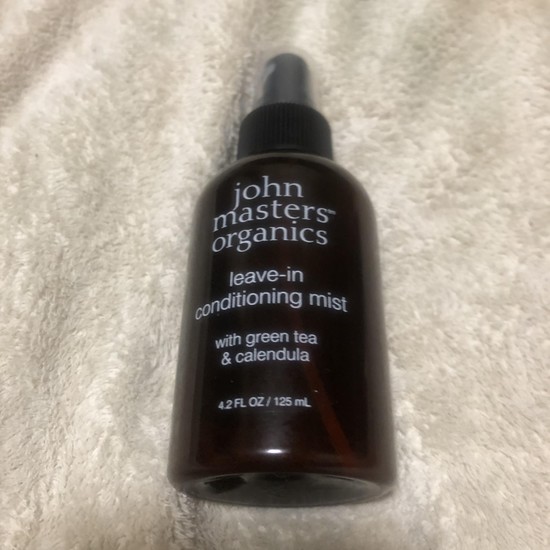 john
masters™
organics
leave-in
conditioning mist
with green tea
& calendula
4.2 FL OZ / 125 mL